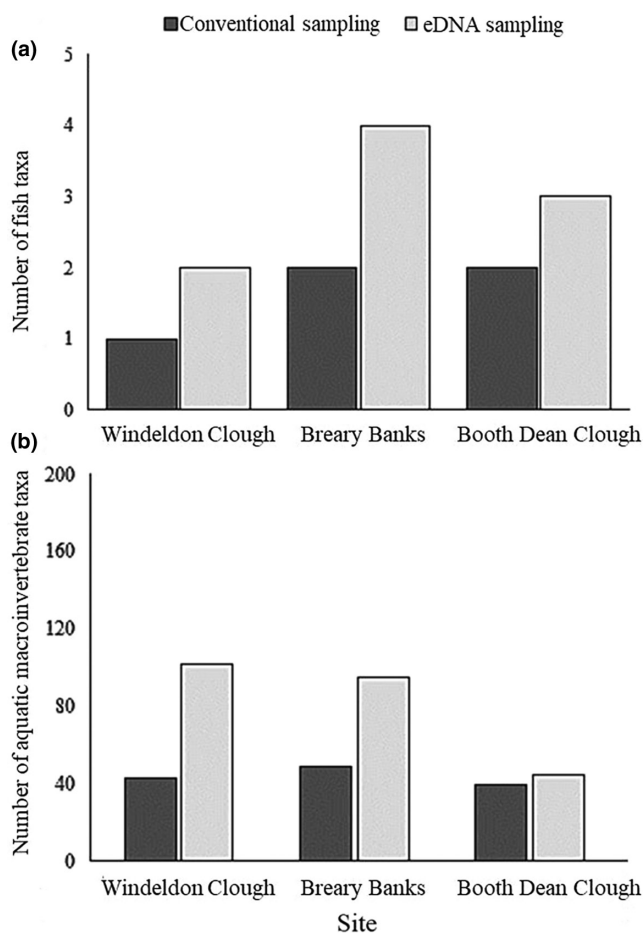 Conventional sampling eDNA sampling
(a)
Number of fish taxa
5
4
3
2
1
0
Windeldon Clough Breary Banks Booth Dean Clough
(b)
Number of aquatic macroinvertebrate taxa
200
160
120
80
40
0
Windeldon Clough Breary Banks Booth Dean Clough
Site